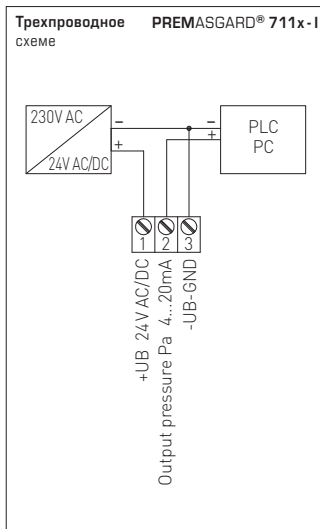 Трехпроводное PREMASGARD® 711x-I
схеме
230V AC
24V AC/DC
−
+
−
+
PLC
PC
1 2 3
+UB 24V AC/DC
Output pressure Pa 4...20mA
-UB-GND